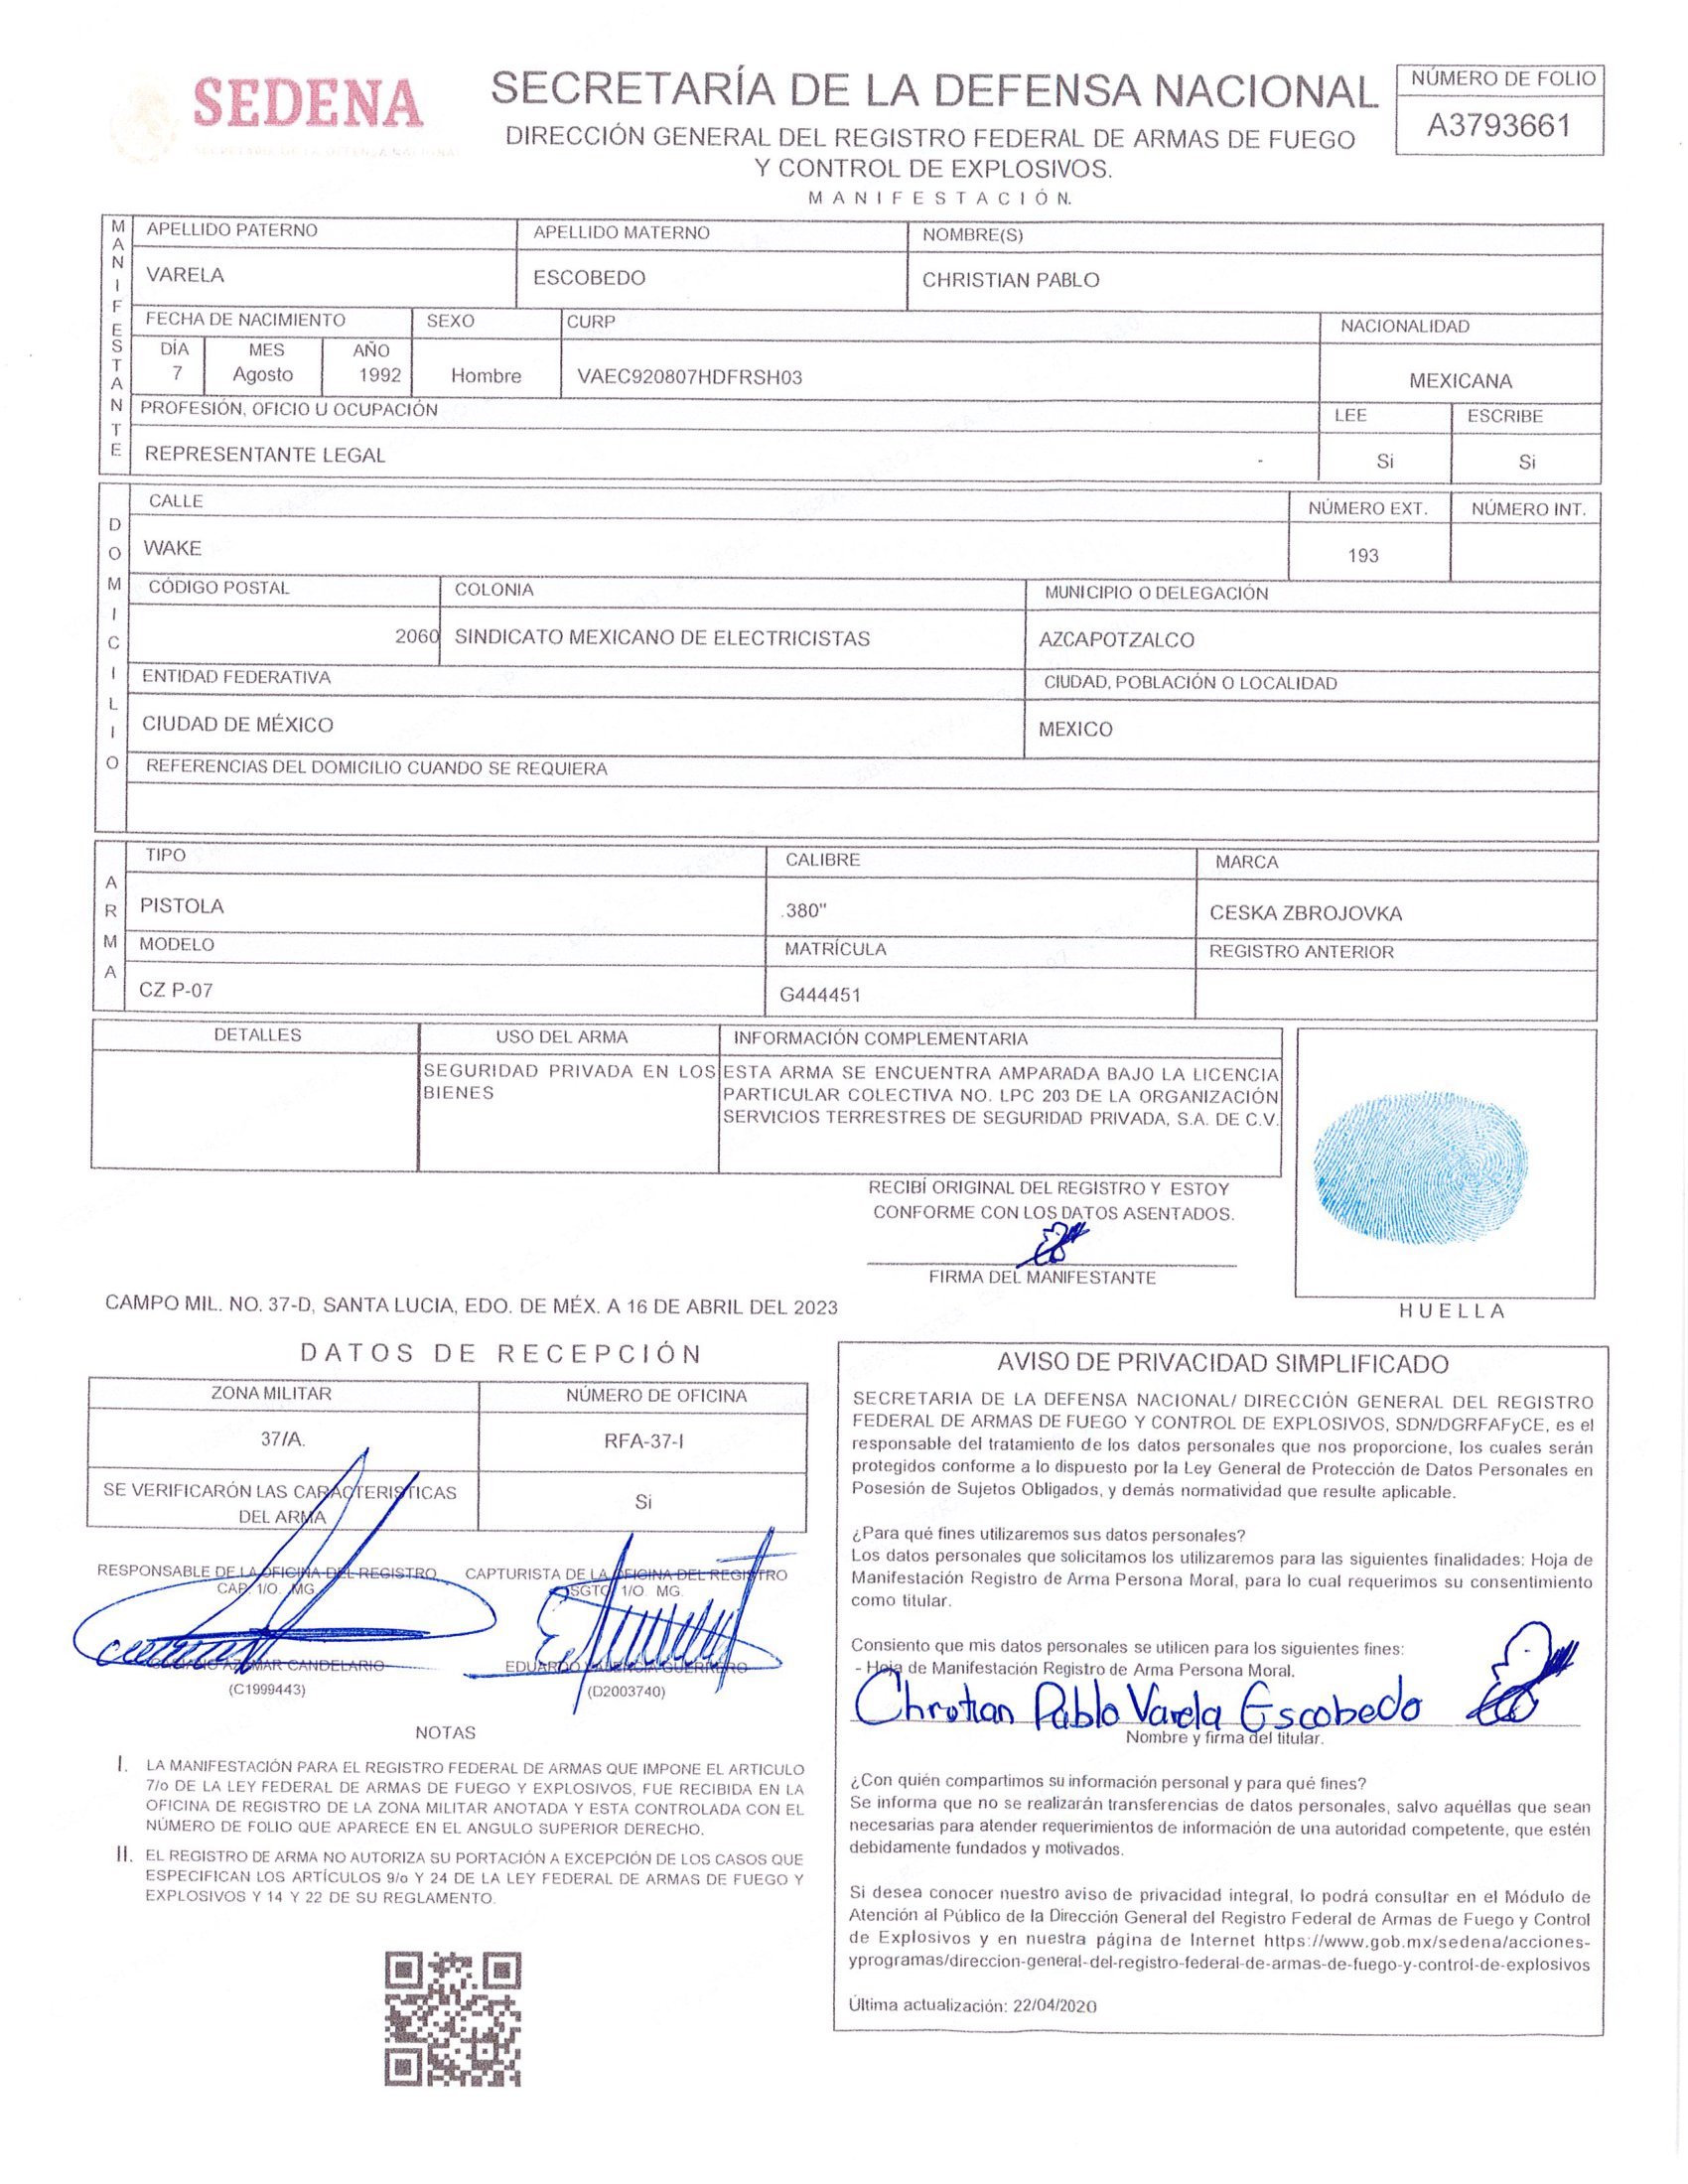 SEDENA
SECRETARÍA DE LA DEFENSA NACIONAL
SECRETARÍA DE LA DEFENSA NACIONAL
DIRECCIÓN GENERAL DEL REGISTRO FEDERAL DE ARMAS DE FUEGO
Y CONTROL DE EXPLOSIVOS.
MANIFESTACIÓN.
NÚMERO DE FOLIO
A3793661
MANIFESTANTE
APELLIDO PATERNO APELLIDO MATERNO NOMBRE(S)
VARELA ESCOBEDO CHRISTIAN PABLO
FECHA DE NACIMIENTO SEXO CURP NACIONALIDAD
DÍA MES AÑO
7 Agosto 1992 Hombre VAEC920807HDFRSH03 MEXICANA
PROFESIÓN, OFICIO U OCUPACIÓN LEE ESCRIBE
REPRESENTANTE LEGAL - Si Si
DOMICILIO
CALLE NÚMERO EXT. NÚMERO INT.
WAKE 193
CÓDIGO POSTAL COLONIA MUNICIPIO O DELEGACIÓN
2060 SINDICATO MEXICANO DE ELECTRICISTAS AZCAPOTZALCO
ENTIDAD FEDERATIVA CIUDAD, POBLACIÓN O LOCALIDAD
CIUDAD DE MÉXICO MEXICO
REFERENCIAS DEL DOMICILIO CUANDO SE REQUIERA
ARMA
TIPO CALIBRE MARCA
PISTOLA .380" CESKA ZBROJOVKA
MODELO MATRÍCULA REGISTRO ANTERIOR
CZ P-07 G444451
DETALLES USO DEL ARMA INFORMACIÓN COMPLEMENTARIA
SEGURIDAD PRIVADA EN LOS BIENES
ESTA ARMA SE ENCUENTRA AMPARADA BAJO LA LICENCIA
PARTICULAR COLECTIVA NO. LPC 203 DE LA ORGANIZACIÓN
SERVICIOS TERRESTRES DE SEGURIDAD PRIVADA, S.A. DE C.V.
RECIBÍ ORIGINAL DEL REGISTRO Y ESTOY
CONFORME CON LOS DATOS ASENTADOS.
FIRMA DEL MANIFESTANTE
HUELLA
CAMPO MIL. NO. 37-D, SANTA LUCIA, EDO. DE MÉX. A 16 DE ABRIL DEL 2023
DATOS DE RECEPCIÓN
ZONA MILITAR NÚMERO DE OFICINA
37/A. RFA-37-I
SE VERIFICARÓN LAS CARACTERISTICAS
DEL ARMA
Si
RESPONSABLE DE LA OFICINA DEL REGISTRO
CAP. 1/O. MG.
CANDELARIO
(C1999443)
CAPTURISTA DE LA OFICINA DEL REGISTRO
SGTO. 1/O. MG.
EDUARDO VALENCIA GUERRERO
(D2003740)
NOTAS
I. LA MANIFESTACIÓN PARA EL REGISTRO FEDERAL DE ARMAS QUE IMPONE EL ARTICULO
7/o DE LA LEY FEDERAL DE ARMAS DE FUEGO Y EXPLOSIVOS, FUE RECIBIDA EN LA
OFICINA DE REGISTRO DE LA ZONA MILITAR ANOTADA Y ESTA CONTROLADA CON EL
NÚMERO DE FOLIO QUE APARECE EN EL ANGULO SUPERIOR DERECHO.
II. EL REGISTRO DE ARMA NO AUTORIZA SU PORTACIÓN A EXCEPCIÓN DE LOS CASOS QUE
ESPECIFICAN LOS ARTÍCULOS 9/o Y 24 DE LA LEY FEDERAL DE ARMAS DE FUEGO Y
EXPLOSIVOS Y 14 Y 22 DE SU REGLAMENTO.
AVISO DE PRIVACIDAD SIMPLIFICADO
SECRETARIA DE LA DEFENSA NACIONAL/ DIRECCIÓN GENERAL DEL REGISTRO
FEDERAL DE ARMAS DE FUEGO Y CONTROL DE EXPLOSIVOS, SDN/DGRFAFyCE, es el
responsable del tratamiento de los datos personales que nos proporcione, los cuales serán
protegidos conforme a lo dispuesto por la Ley General de Protección de Datos Personales en
Posesión de Sujetos Obligados, y demás normatividad que resulte aplicable.
¿Para qué fines utilizaremos sus datos personales?
Los datos personales que solicitamos los utilizaremos para las siguientes finalidades: Hoja de
Manifestación Registro de Arma Persona Moral, para lo cual requerimos su consentimiento
como titular.
Consiento que mis datos personales se utilicen para los siguientes fines:
- Hoja de Manifestación Registro de Arma Persona Moral.
Christian Pablo Varela Escobedo
Nombre y firma del titular.
¿Con quién compartimos su información personal y para qué fines?
Se informa que no se realizarán transferencias de datos personales, salvo aquéllas que sean
necesarias para atender requerimientos de información de una autoridad competente, que estén
debidamente fundados y motivados.
Si desea conocer nuestro aviso de privacidad integral, lo podrá consultar en el Módulo de
Atención al Público de la Dirección General del Registro Federal de Armas de Fuego y Control
de Explosivos y en nuestra página de Internet https://www.gob.mx/sedena/acciones-
yprogramas/direccion-general-del-registro-federal-de-armas-de-fuego-y-control-de-explosivos
Última actualización: 22/04/2020